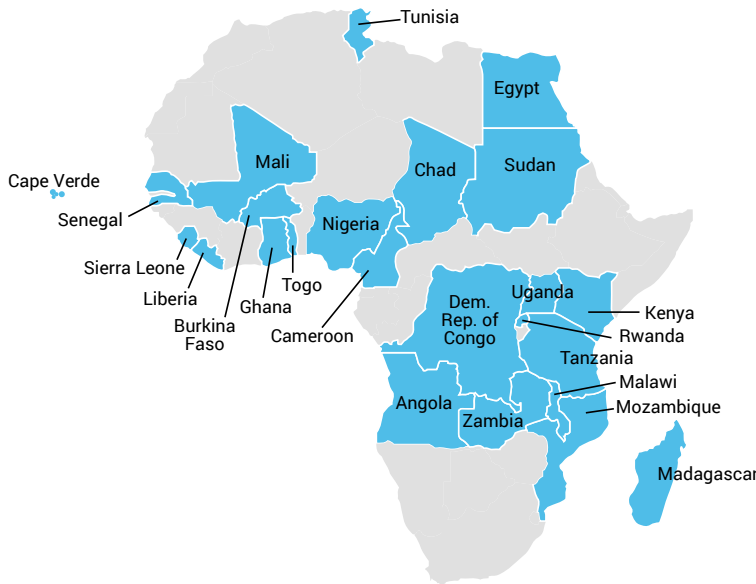 Tunisia
Egypt
Mali
Chad
Sudan
Cape Verde
Senegal
Nigeria
Sierra Leone
Togo
Liberia
Ghana
Burkina
Faso
Cameroon
Dem.
Rep. of
Congo
Uganda
Kenya
Rwanda
Tanzania
Malawi
Angola
Mozambique
Zambia
Madagascar